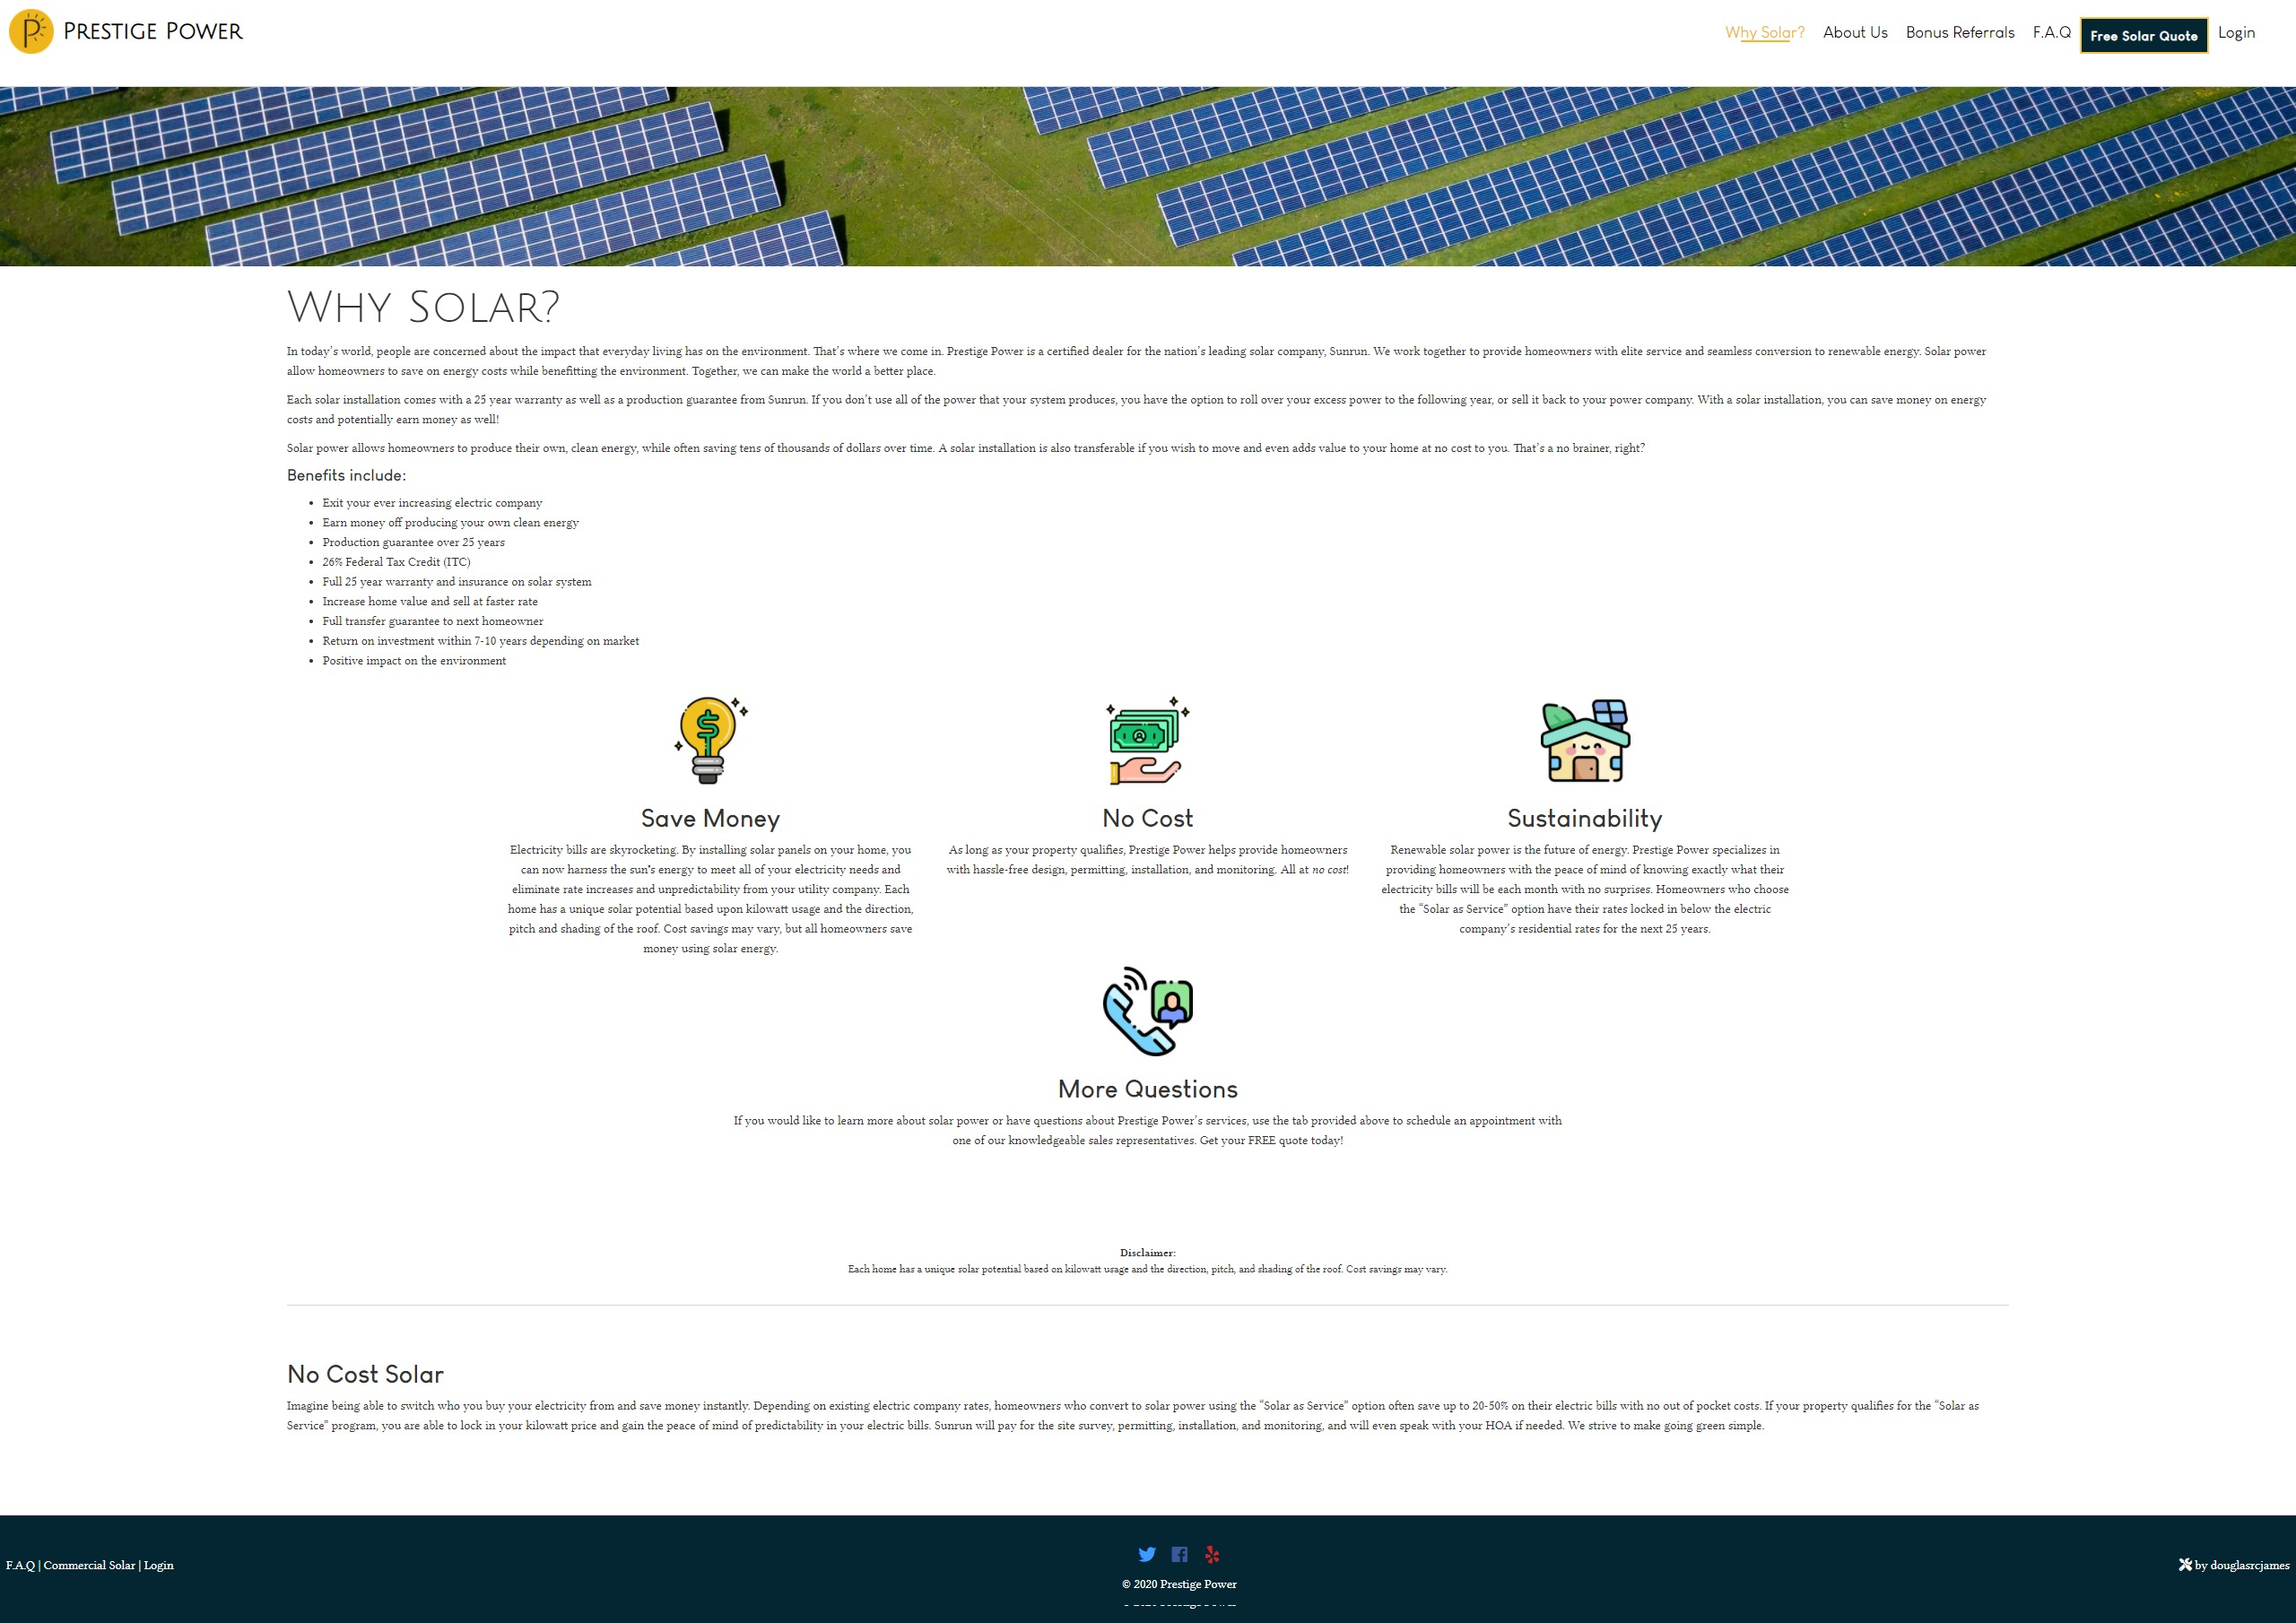 Prestige Power
Why Solar? About Us Bonus Referrals F.A.Q Free Solar Quote Login
Why Solar?
In today's world, people are concerned about the impact that everyday living has on the environment. That's where we come in. Prestige Power is a certified dealer for the nation's leading solar company, Sunrun. We work together to provide homeowners with elite service and seamless conversion to renewable energy. Solar power
allow homeowners to save on energy costs while benefitting the environment. Together, we can make the world a better place.
Each solar installation comes with a 25 year warranty as well as a production guarantee from Sunrun. If you don't use all of the power that your system produces, you have the option to roll over your excess power to the following year, or sell it back to your power company. With a solar installation, you can save money on energy
costs and potentially earn money as well!
Solar power allows homeowners to produce their own, clean energy, while often saving tens of thousands of dollars over time. A solar installation is also transferable if you wish to move and even adds value to your home at no cost to you. That's a no brainer, right?
Benefits include:
• Exit your ever increasing electric company
• Earn money off producing your own clean energy
• Production guarantee over 25 years
• 26% Federal Tax Credit (ITC)
• Full 25 year warranty and insurance on solar system
• Increase home value and sell at faster rate
• Full transfer guarantee to next homeowner
• Return on investment within 7-10 years depending on market
• Positive impact on the environment
Save Money
Electricity bills are skyrocketing. By installing solar panels on your home, you
can now harness the sun's energy to meet all of your electricity needs and
eliminate rate increases and unpredictability from your utility company. Each
home has a unique solar potential based upon kilowatt usage and the direction,
pitch and shading of the roof. Cost savings may vary, but all homeowners save
money using solar energy.
No Cost
As long as your property qualifies, Prestige Power helps provide homeowners
with hassle-free design, permitting, installation, and monitoring. All at no cost!
Sustainability
Renewable solar power is the future of energy. Prestige Power specializes in
providing homeowners with the peace of mind of knowing exactly what their
electricity bills will be each month with no surprises. Homeowners who choose
the "Solar as Service" option have their rates locked in below the electric
company's residential rates for the next 25 years.
More Questions
If you would like to learn more about solar power or have questions about Prestige Power's services, use the tab provided above to schedule an appointment with
one of our knowledgeable sales representatives. Get your FREE quote today!
Disclaimer:
Each home has a unique solar potential based on kilowatt usage and the direction, pitch, and shading of the roof. Cost savings may vary.
No Cost Solar
Imagine being able to switch who you buy your electricity from and save money instantly. Depending on existing electric company rates, homeowners who convert to solar power using the "Solar as Service" option often save up to 20-50% on their electric bills with no out of pocket costs. If your property qualifies for the "Solar as
Service" program, you are able to lock in your kilowatt price and gain the peace of mind of predictability in your electric bills. Sunrun will pay for the site survey, permitting, installation, and monitoring, and will even speak with your HOA if needed. We strive to make going green simple.
F.A.Q | Commercial Solar | Login
© 2020 Prestige Power
by douglasrcjames